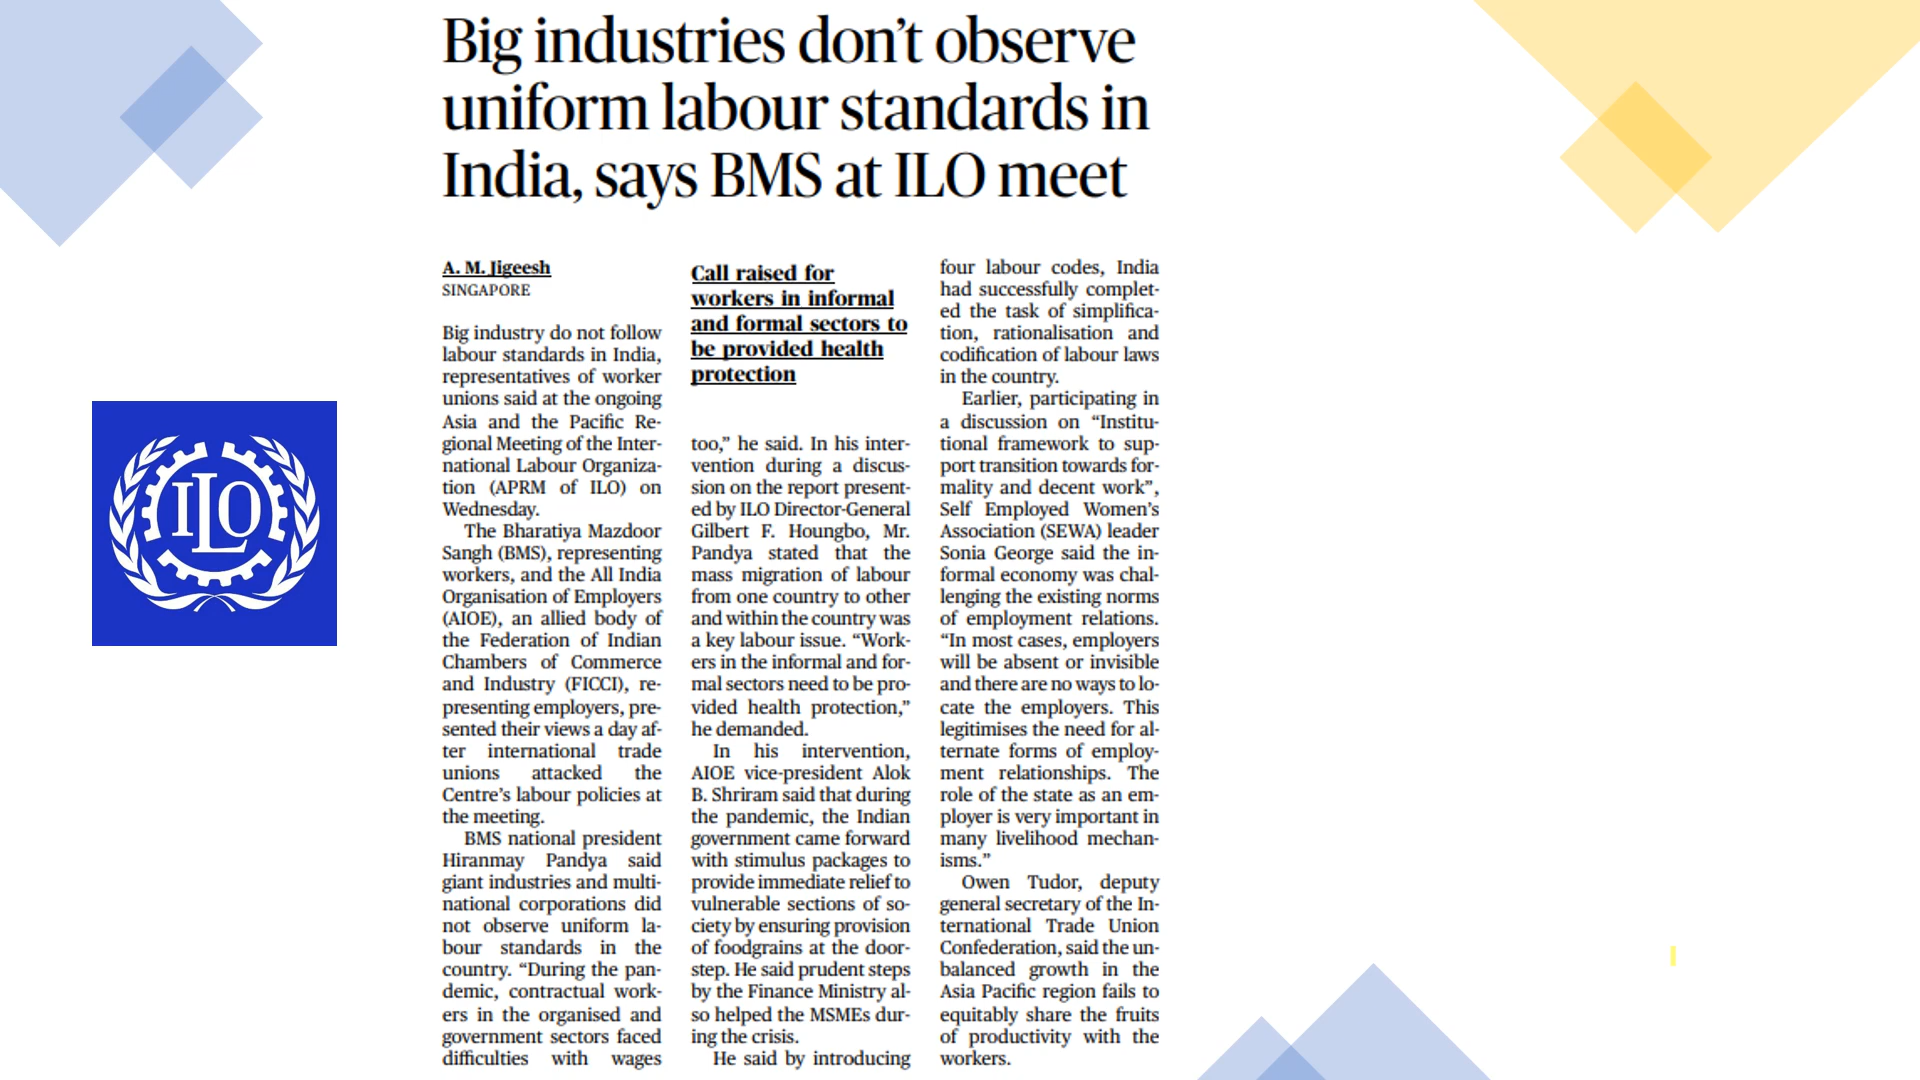 Big industries don’t observe
uniform labour standards in
India, says BMS at ILO meet
ILO
A. M. Jigeesh
SINGAPORE
Big industry do not follow
labour standards in India,
representatives of worker
unions said at the ongoing
Asia and the Pacific Re-
gional Meeting of the Inter-
national Labour Organiza-
tion (APRM of ILO) on
Wednesday.
The Bharatiya Mazdoor
Sangh (BMS), representing
workers, and the All India
Organisation of Employers
(AIOE), an allied body of
the Federation of Indian
Chambers of Commerce
and Industry (FICCI), re-
presenting employers, pre-
sented their views a day af-
ter international trade
unions attacked the
Centre’s labour policies at
the meeting.
BMS national president
Hiranmay Pandya said
giant industries and multi-
national corporations did
not observe uniform la-
bour standards in the
country. “During the pan-
demic, contractual work-
ers in the organised and
government sectors faced
difficulties with wages
Call raised for
workers in informal
and formal sectors to
be provided health
protection
too,” he said. In his inter-
vention during a discus-
sion on the report present-
ed by ILO Director-General
Gilbert F. Houngbo, Mr.
Pandya stated that the
mass migration of labour
from one country to other
and within the country was
a key labour issue. “Work-
ers in the informal and for-
mal sectors need to be pro-
vided health protection,”
he demanded.
In his intervention,
AIOE vice-president Alok
B. Shriram said that during
the pandemic, the Indian
government came forward
with stimulus packages to
provide immediate relief to
vulnerable sections of so-
ciety by ensuring provision
of foodgrains at the door-
step. He said prudent steps
by the Finance Ministry al-
so helped the MSMEs dur-
ing the crisis.
He said by introducing
four labour codes, India
had successfully complet-
ed the task of simplifica-
tion, rationalisation and
codification of labour laws
in the country.
Earlier, participating in
a discussion on “Institu-
tional framework to sup-
port transition towards for-
mality and decent work”,
Self Employed Women’s
Association (SEWA) leader
Sonia George said the in-
formal economy was chal-
lenging the existing norms
of employment relations.
“In most cases, employers
will be absent or invisible
and there are no ways to lo-
cate the employers. This
legitimises the need for al-
ternate forms of employ-
ment relationships. The
role of the state as an em-
ployer is very important in
many livelihood mechan-
isms.”
Owen Tudor, deputy
general secretary of the In-
ternational Trade Union
Confederation, said the un-
balanced growth in the
Asia Pacific region fails to
equitably share the fruits
of productivity with the
workers.